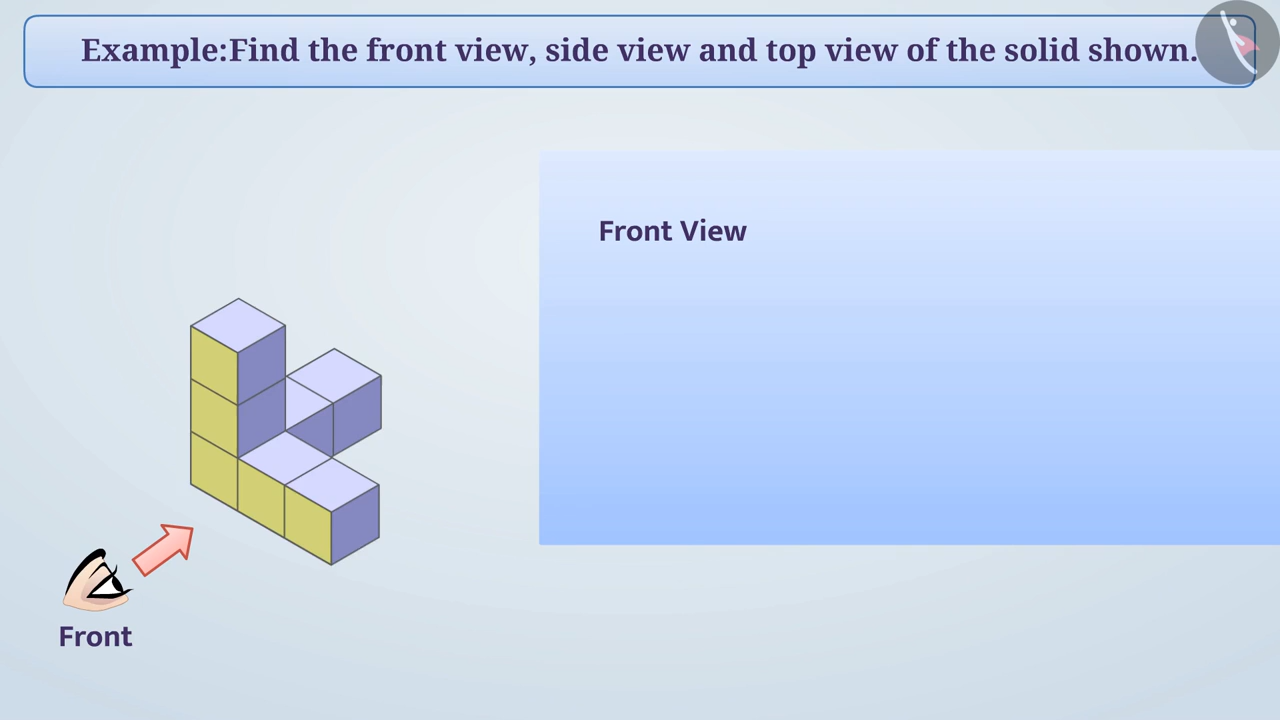 Example:Find the front view, side view and top view of the solid shown.
Front View
Front